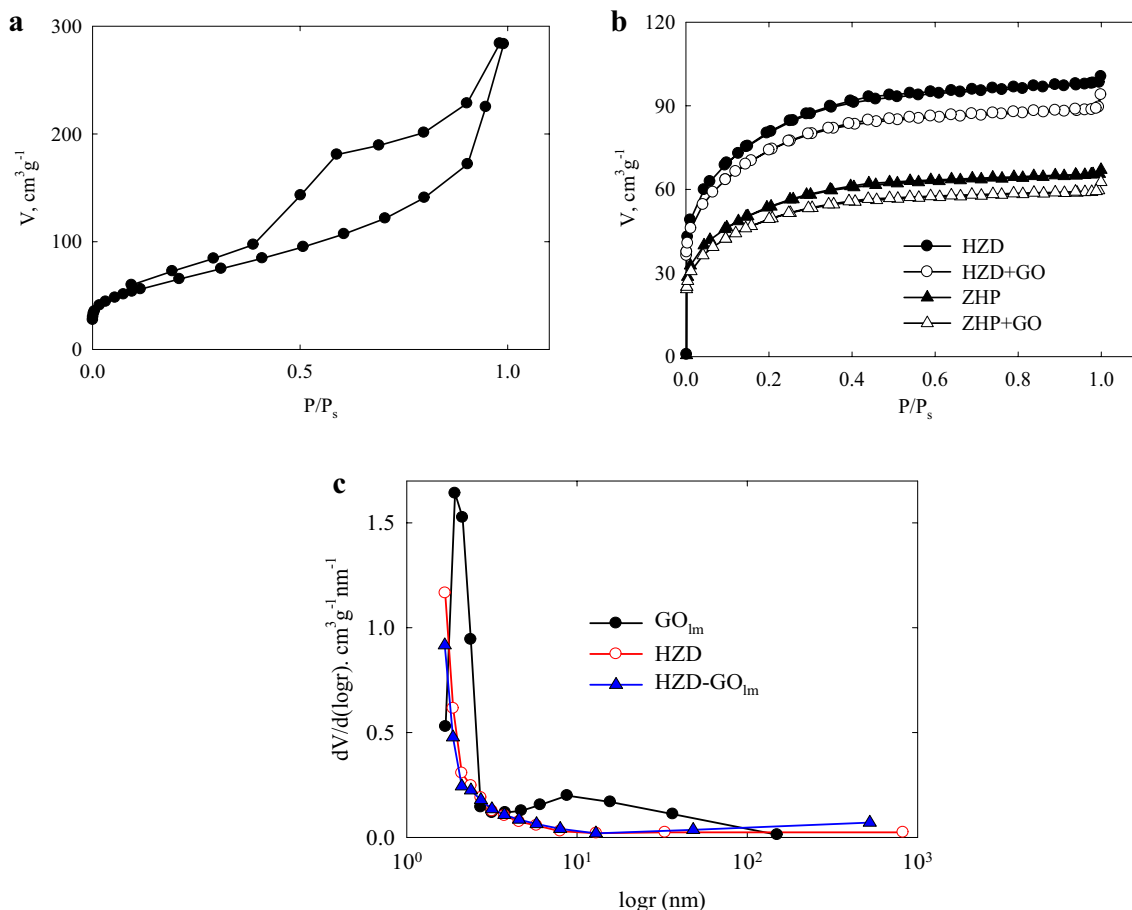 a
300
200
100
0
V, cm³g⁻¹
0.0 0.5 1.0
P/Pₛ
b
120
90
60
30
0
V, cm³g⁻¹
HZD
HZD+GO
ZHP
ZHP+GO
0.0 0.2 0.4 0.6 0.8 1.0
P/Pₛ
c
1.5
1.0
0.5
0.0
dV/d(logr). cm³g⁻¹nm⁻¹
GOₗₘ
HZD
HZD-GOₗₘ
10⁰ 10¹ 10² 10³
logr (nm)